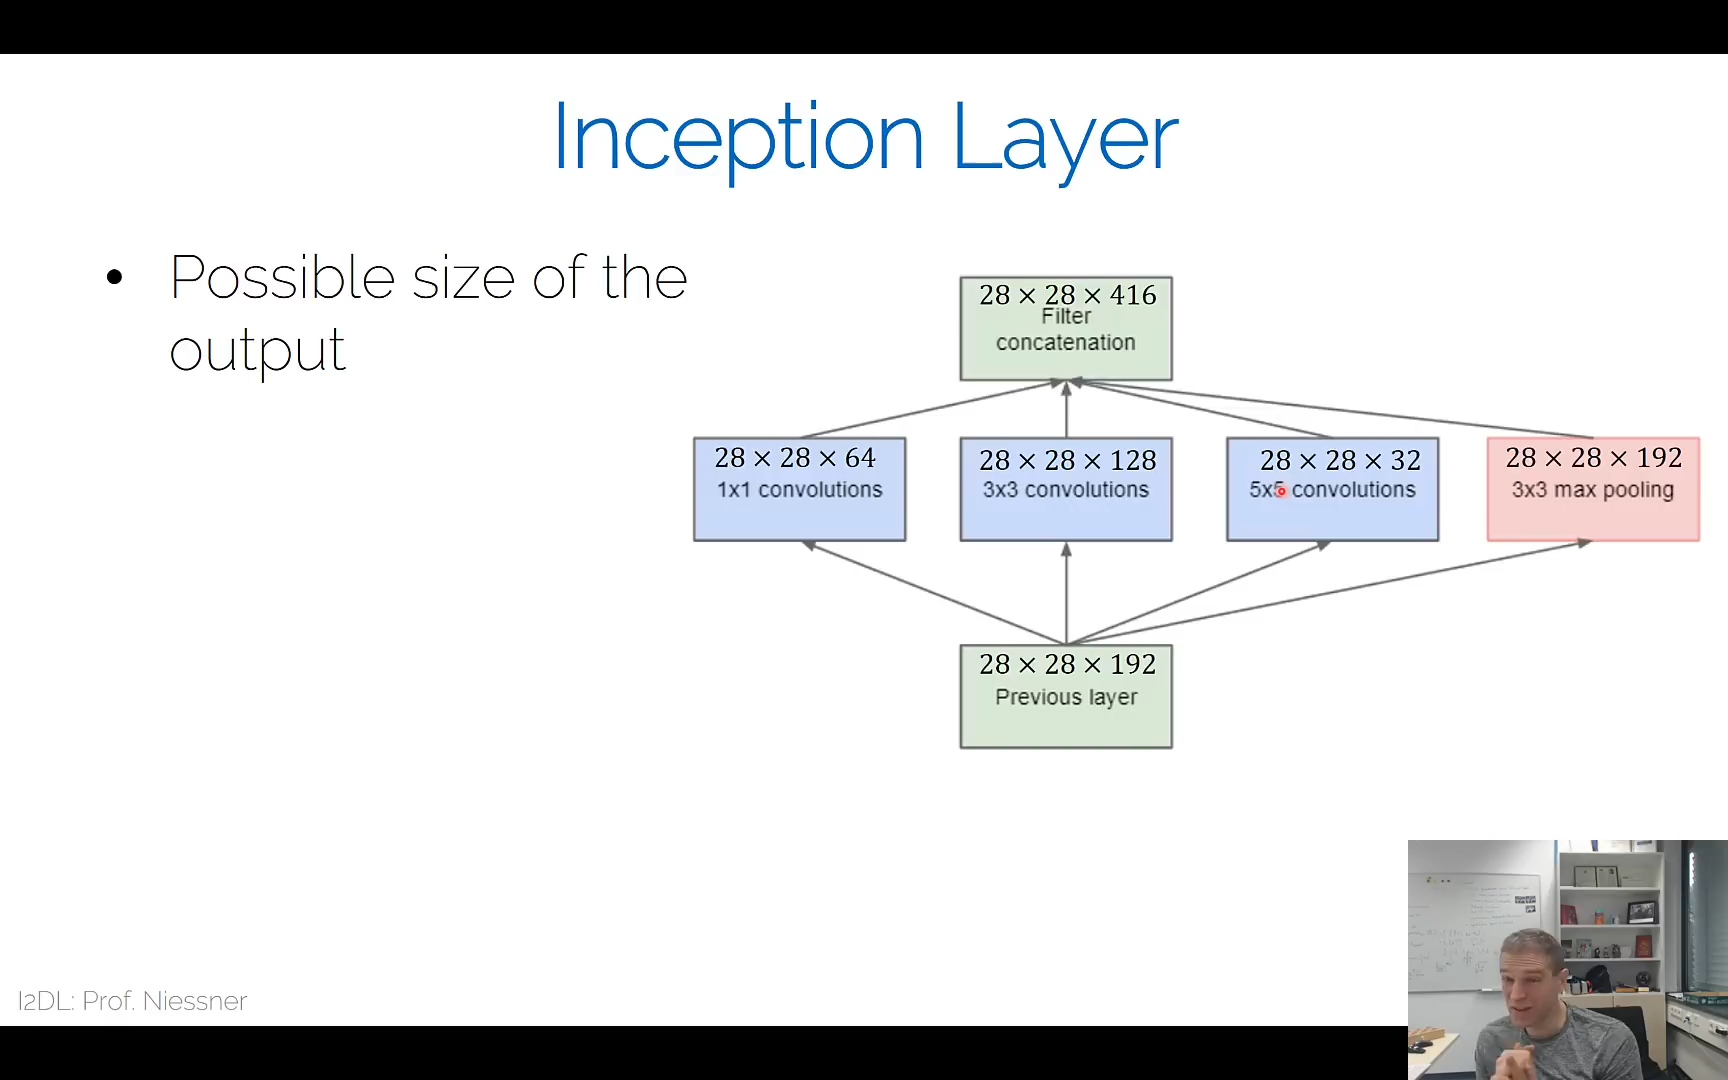 Inception Layer
• Possible size of the
output
28 × 28 × 416
Filter
concatenation
28 × 28 × 64
1x1 convolutions
28 × 28 × 128
3x3 convolutions
28 × 28 × 32
5x5 convolutions
28 × 28 × 192
3x3 max pooling
28 × 28 × 192
Previous layer
I2DL: Prof. Niessner